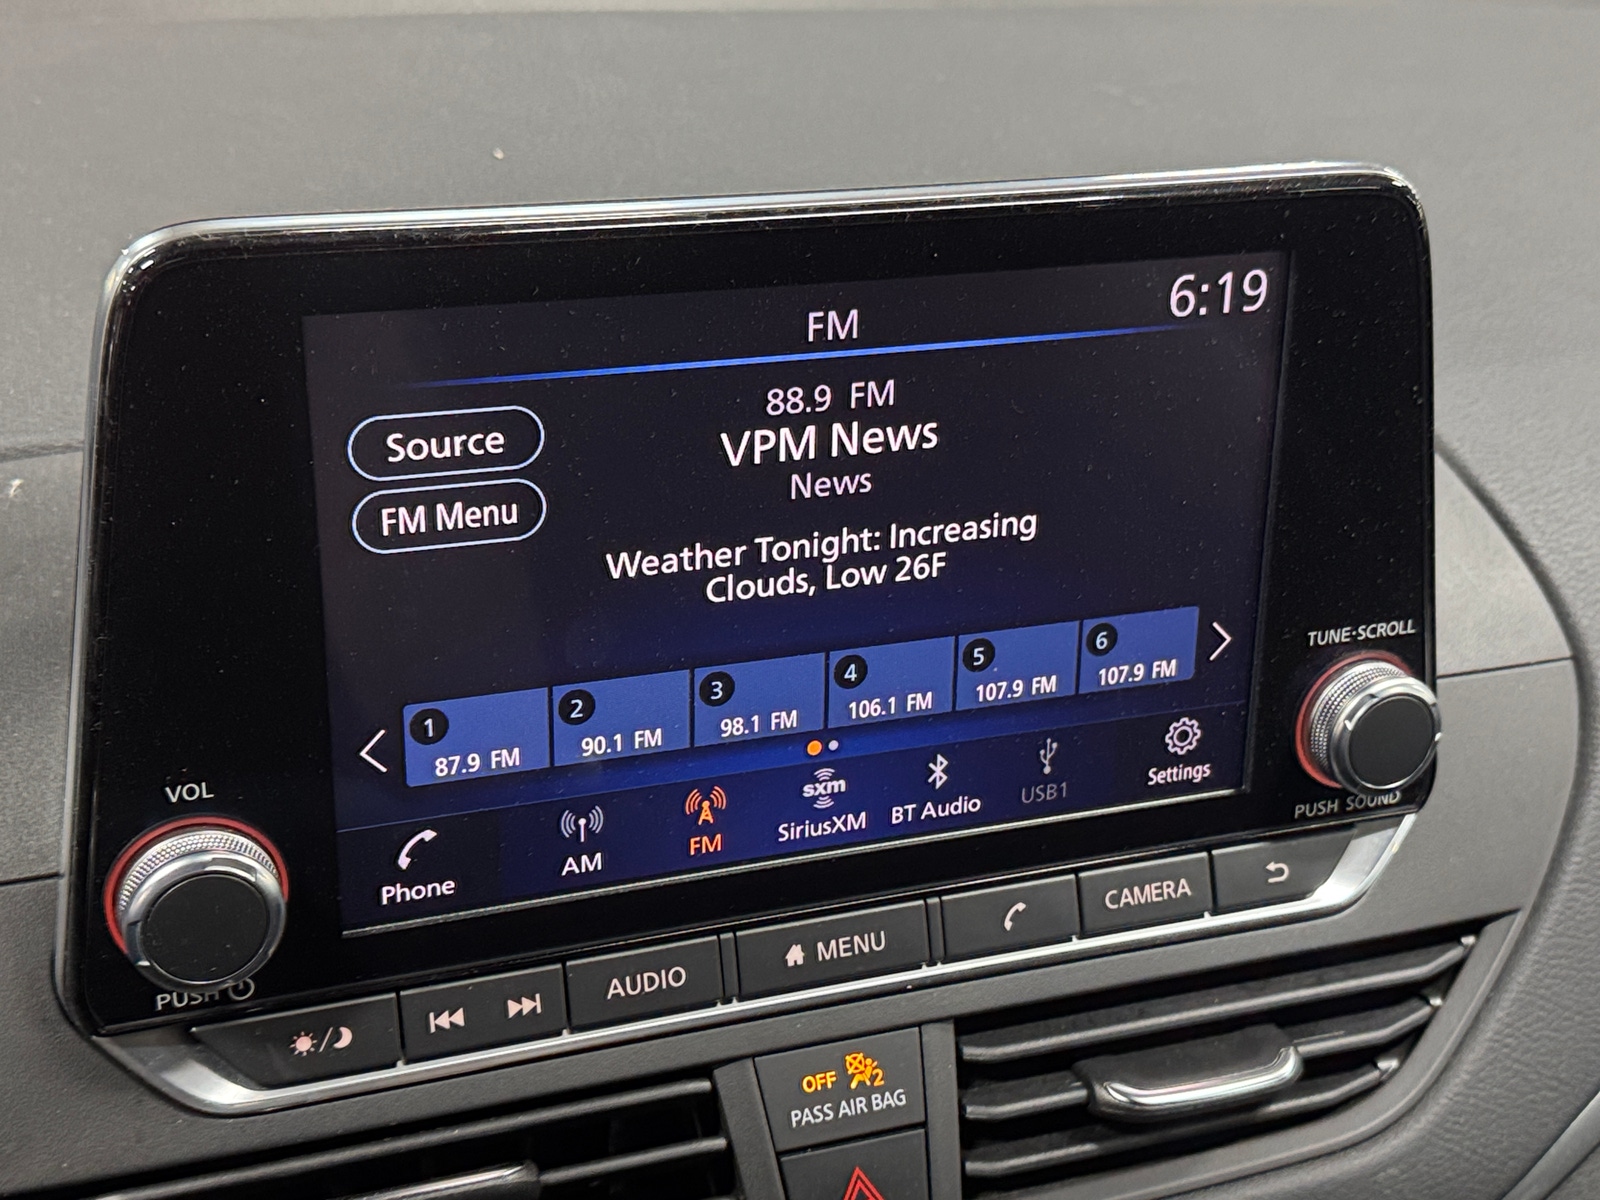 6:19
FM
88.9 FM
VPM News
News
Source
FM Menu
Weather Tonight: Increasing
Clouds, Low 26F
1
87.9 FM
2
90.1 FM
3
98.1 FM
4
106.1 FM
5
107.9 FM
6
107.9 FM
Phone
AM
FM
sxm
SiriusXM
BT Audio
USB1
Settings
VOL
PUSH
TUNE·SCROLL
PUSH SOUND
AUDIO
MENU
CAMERA
OFF 2
PASS AIR BAG